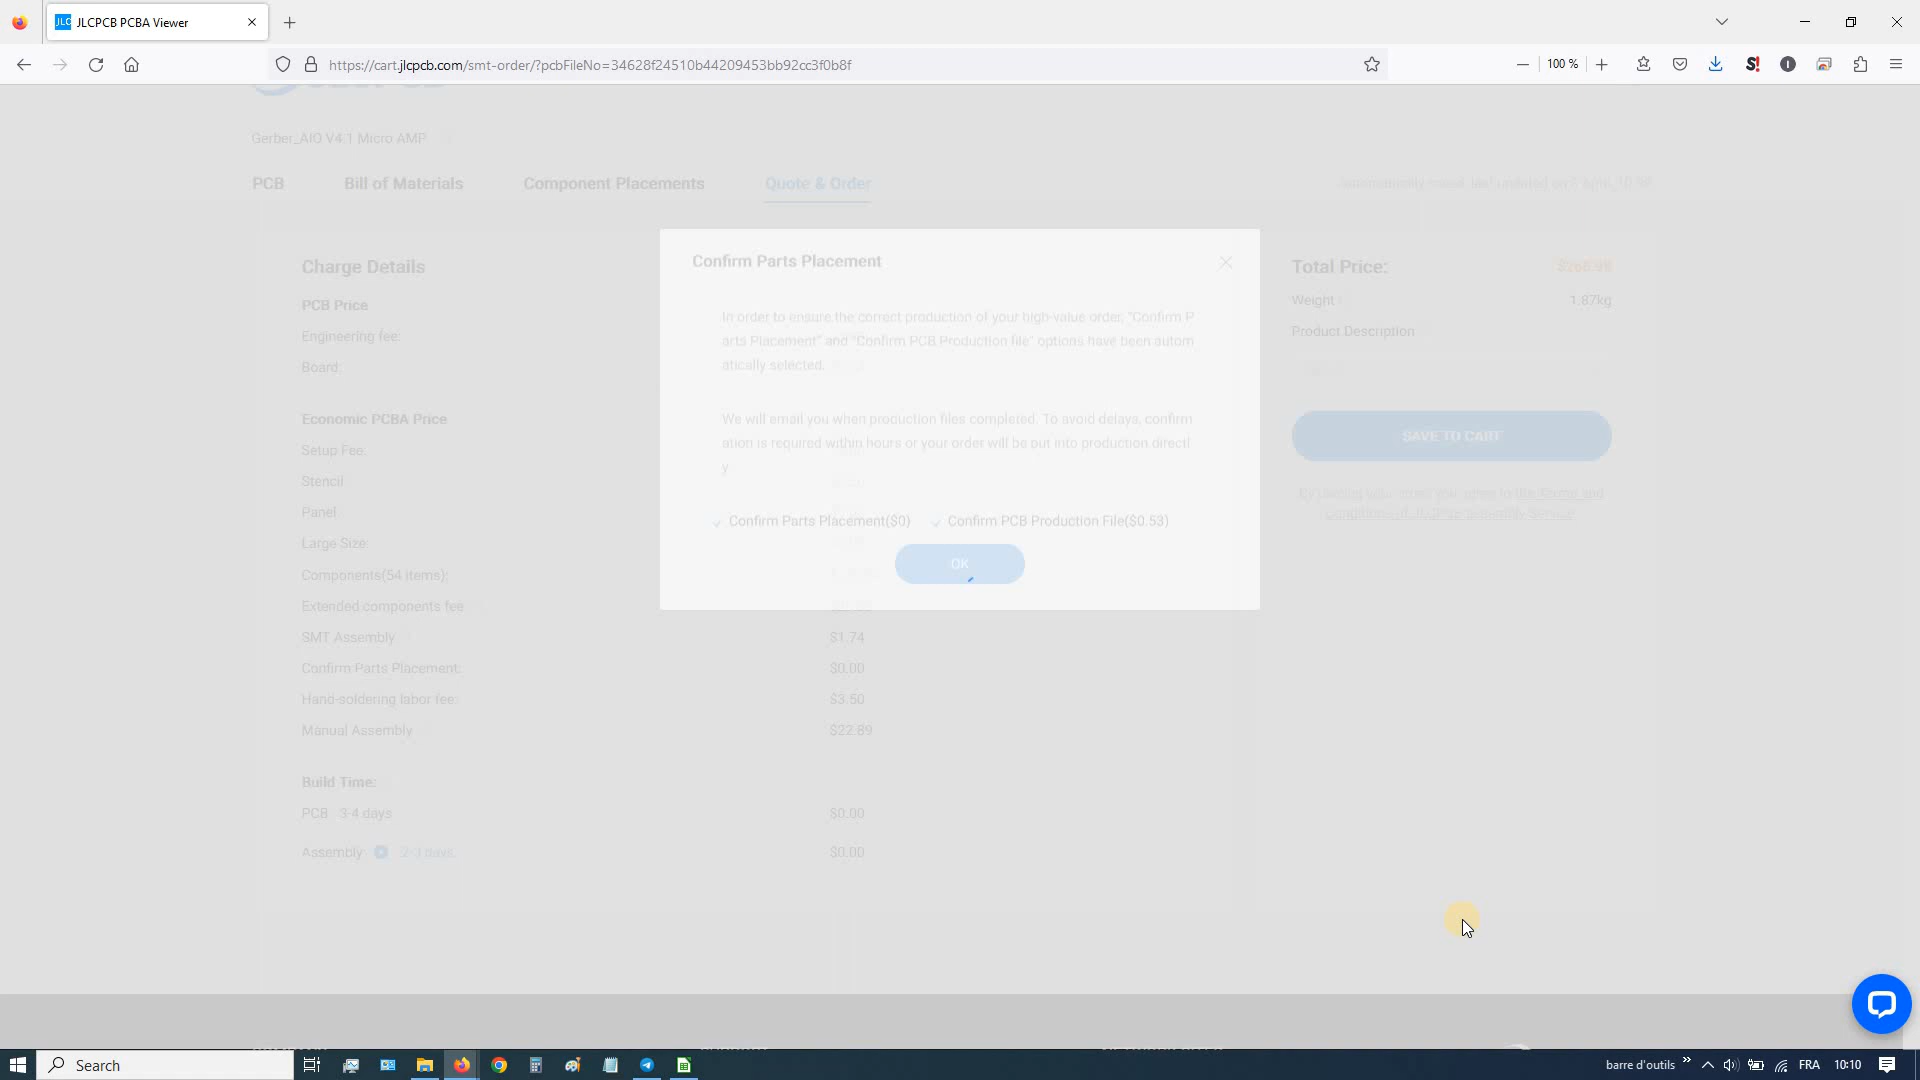 JLCPCB PCBA Viewer
https://cart.jlcpcb.com/smt-order/?pcbFileNo=34628f24510b44209453bb92cc3f0b8f
100 %
Gerber_AIO V4.1 Micro AMP
PCB
Bill of Materials
Component Placements
Quote & Order
Automatically saved, last updated on
Charge Details
PCB Price
Engineering fee:
Board:
Economic PCBA Price
Setup Fee:
Stencil
Panel:
Large Size:
Components(54 items):
Extended components fee
SMT Assembly
$1.74
Confirm Parts Placement:
$0.00
Hand-soldering labor fee:
$3.50
Manual Assembly
$22.89
Build Time:
PCB: 3-4 days
$0.00
Assembly
2-3 days
$0.00
Confirm Parts Placement
In order to ensure the correct production of your high-value order, "Confirm P
arts Placement" and "Confirm PCB Production file" options have been autom
atically selected.
We will email you when production files completed. To avoid delays, confirm
ation is required within hours or your order will be put into production directl
y
Confirm Parts Placement($0)
Confirm PCB Production File($0.53)
OK
Total Price:
Weight
1.87kg
Product Description
SAVE TO CART
Search
barre d'outils
FRA
10:10